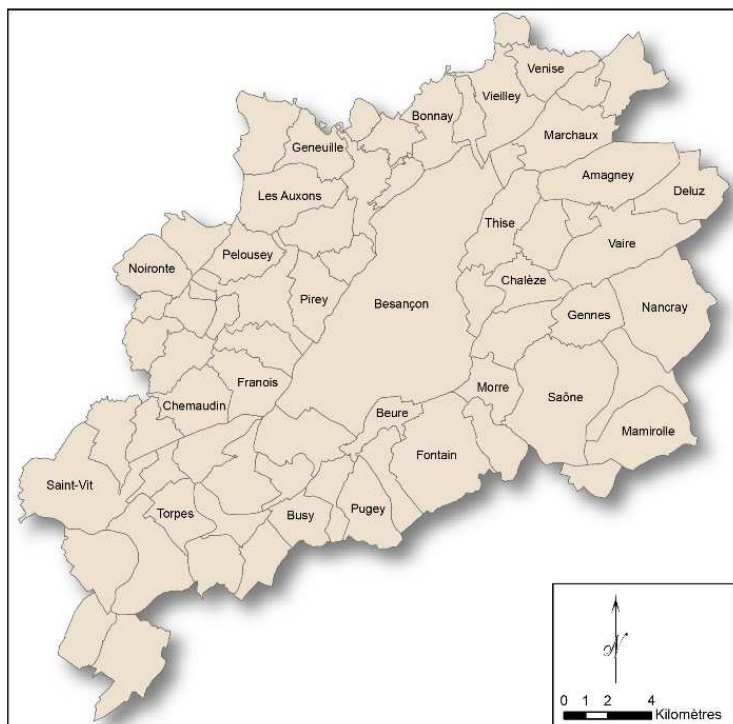 Venise
Vieilley
Bonnay
Marchaux
Geneuille
Amagney
Deluz
Les Auxons
Thise
Vaire
Pelousey
Noironte
Chalèze
Pirey
Besançon
Gennes
Nancray
Franois
Morre
Saône
Chemaudin
Beure
Mamirolle
Fontain
Saint-Vit
Torpes
Busy
Pugey
N
0 1 2 4
Kilomètres